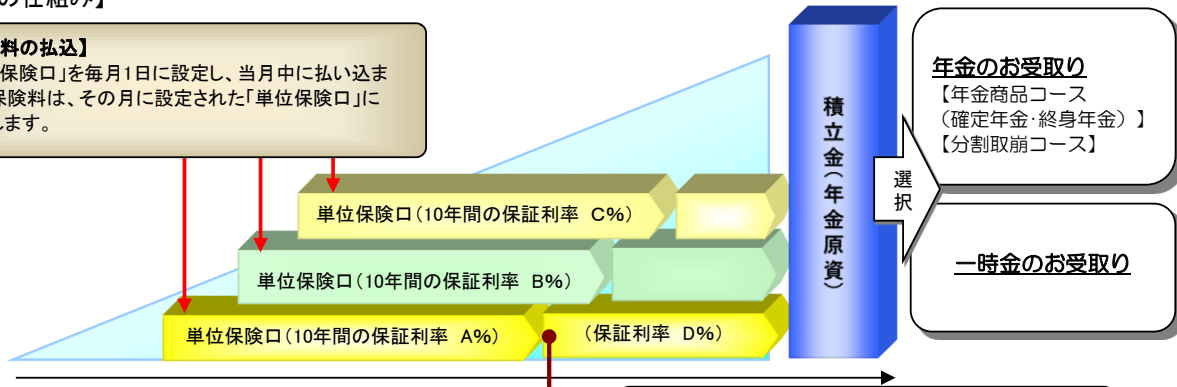 の仕組み】
料の払込】
保険口」を毎月1日に設定し、当月中に払い込ま
保険料は、その月に設定された「単位保険口」に
します。
単位保険口(10年間の保証利率 C%)
単位保険口(10年間の保証利率 B%)
単位保険口(10年間の保証利率 A%)
(保証利率 D%)
積立金(年金原資)
選択
年金のお受取り
【年金商品コース
(確定年金・終身年金)】
【分割取崩コース】
一時金のお受取り